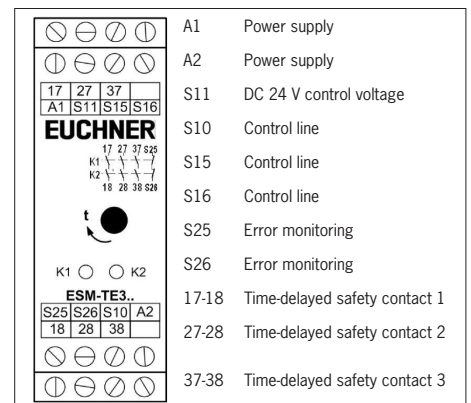 17 27 37
A1 S11 S15 S16
EUCHNER
17 27 37 S25
K1
K2
18 28 38 S26
t
K1 K2
ESM-TE3..
S25 S26 S10 A2
18 28 38
A1 Power supply
A2 Power supply
S11 DC 24 V control voltage
S10 Control line
S15 Control line
S16 Control line
S25 Error monitoring
S26 Error monitoring
17-18 Time-delayed safety contact 1
27-28 Time-delayed safety contact 2
37-38 Time-delayed safety contact 3